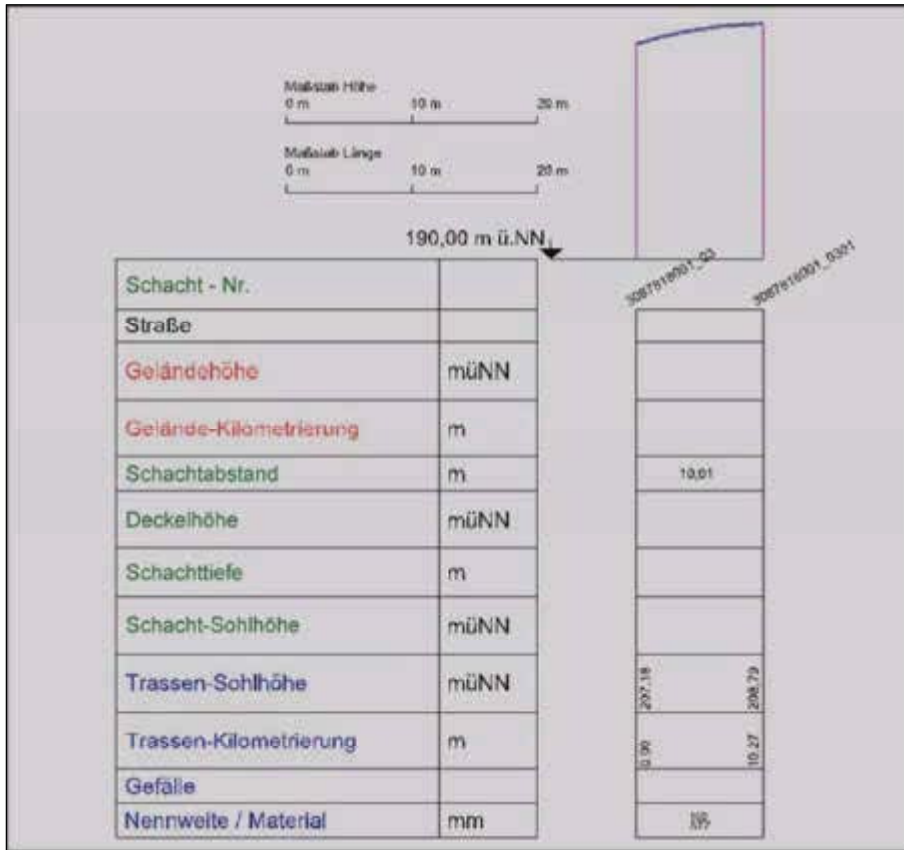 Maßstab Höhe
0 m 10 m 20 m
Maßstab Länge
0 m 10 m 20 m
190,00 m ü.NN
3087818001_03 3087818001_0301
Schacht - Nr.
Straße
Geländehöhe müNN
Gelände-Kilometrierung m
Schachtabstand m 10,01
Deckelhöhe müNN
Schachttiefe m
Schacht-Sohlhöhe müNN
Trassen-Sohlhöhe müNN 207,18 208,79
Trassen-Kilometrierung m 0,00 10,27
Gefälle
Nennweite / Material mm